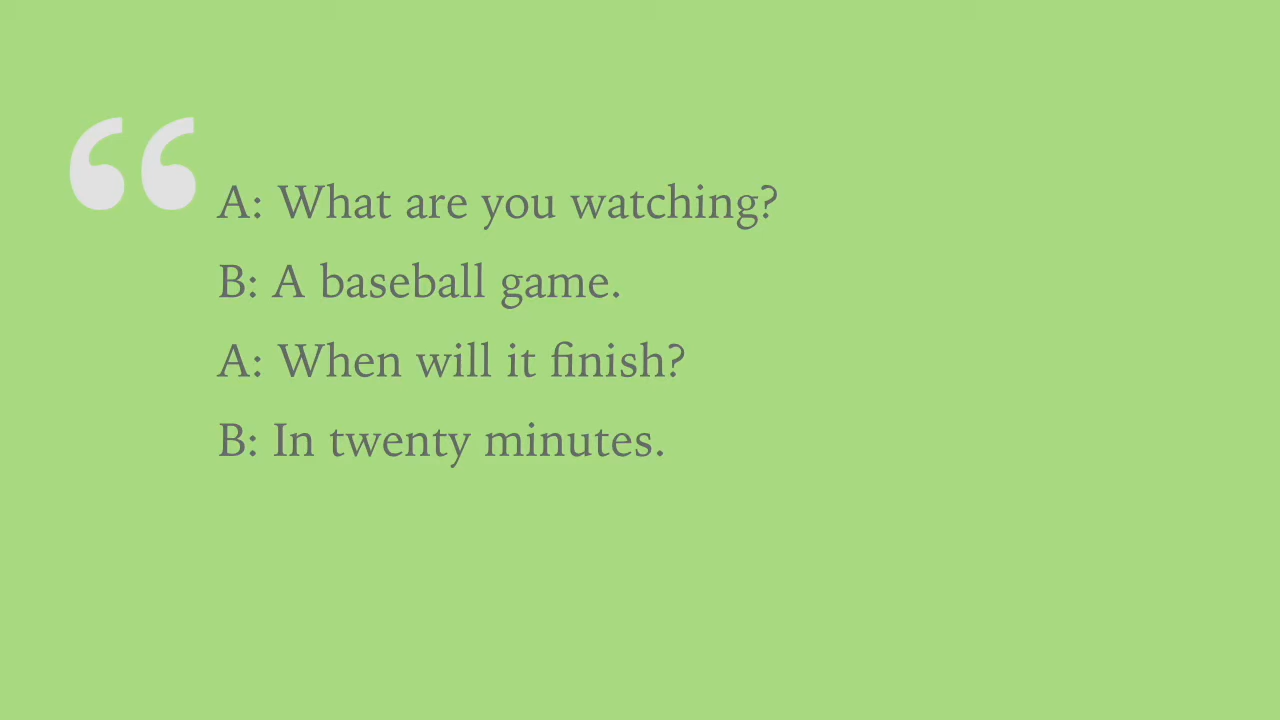 “
A: What are you watching?
B: A baseball game.
A: When will it finish?
B: In twenty minutes.